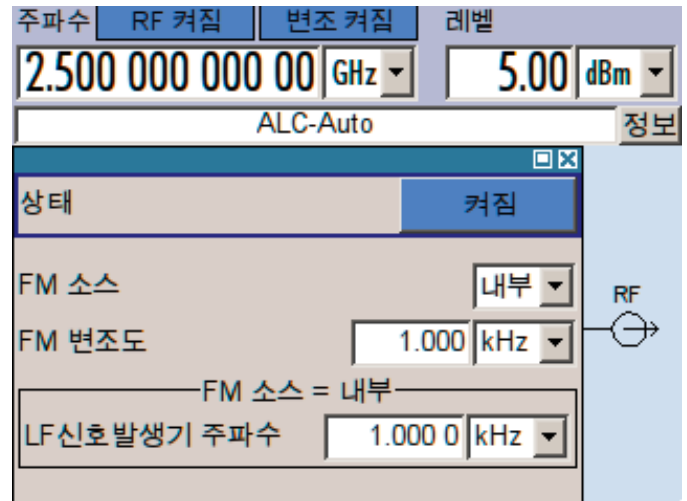 주파수 RF 켜짐 변조 켜짐 레벨
2.500 000 000 00 GHz 5.00 dBm
ALC-Auto 정보
상태 켜짐
FM 소스 내부
RF
FM 변조도 1.000 kHz
FM 소스 = 내부
LF신호발생기 주파수 1.000 0 kHz